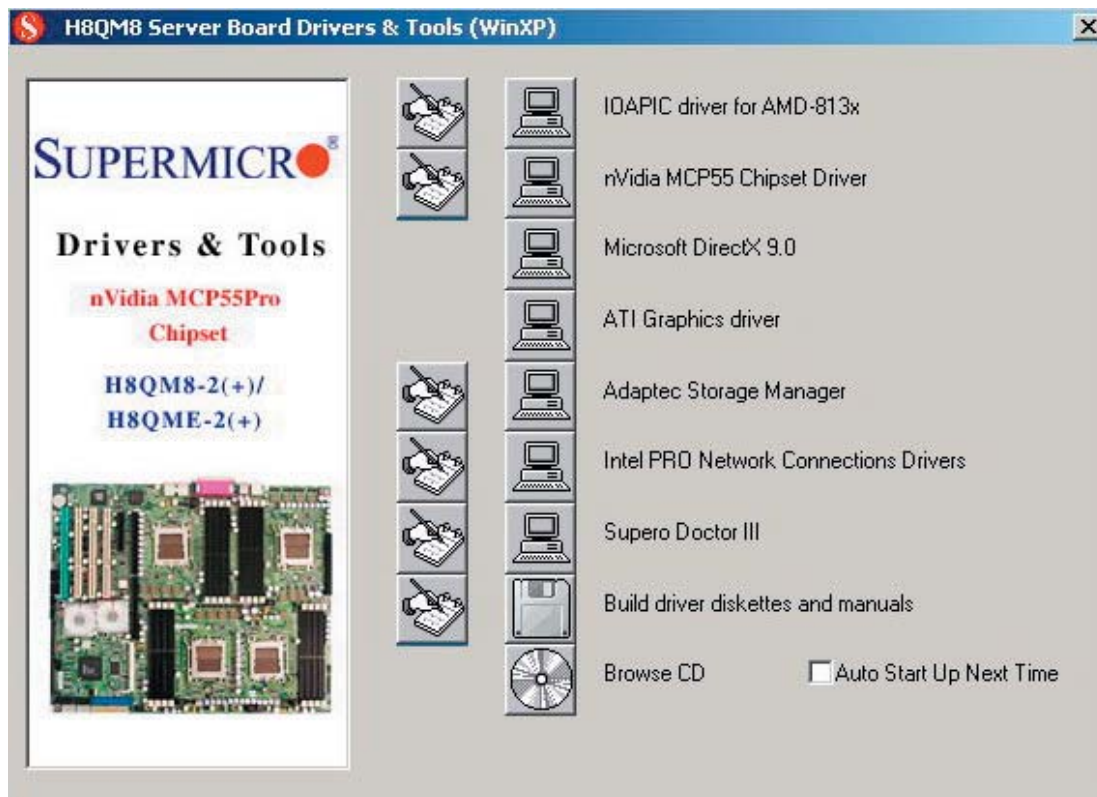 H8QM8 Server Board Drivers & Tools (WinXP)
SUPERMICRO®
Drivers & Tools
nVidia MCP55Pro
Chipset
H8QM8-2(+)/
H8QME-2(+)
IOAPIC driver for AMD-813x
nVidia MCP55 Chipset Driver
Microsoft DirectX 9.0
ATI Graphics driver
Adaptec Storage Manager
Intel PRO Network Connections Drivers
Supero Doctor III
Build driver diskettes and manuals
Browse CD
Auto Start Up Next Time